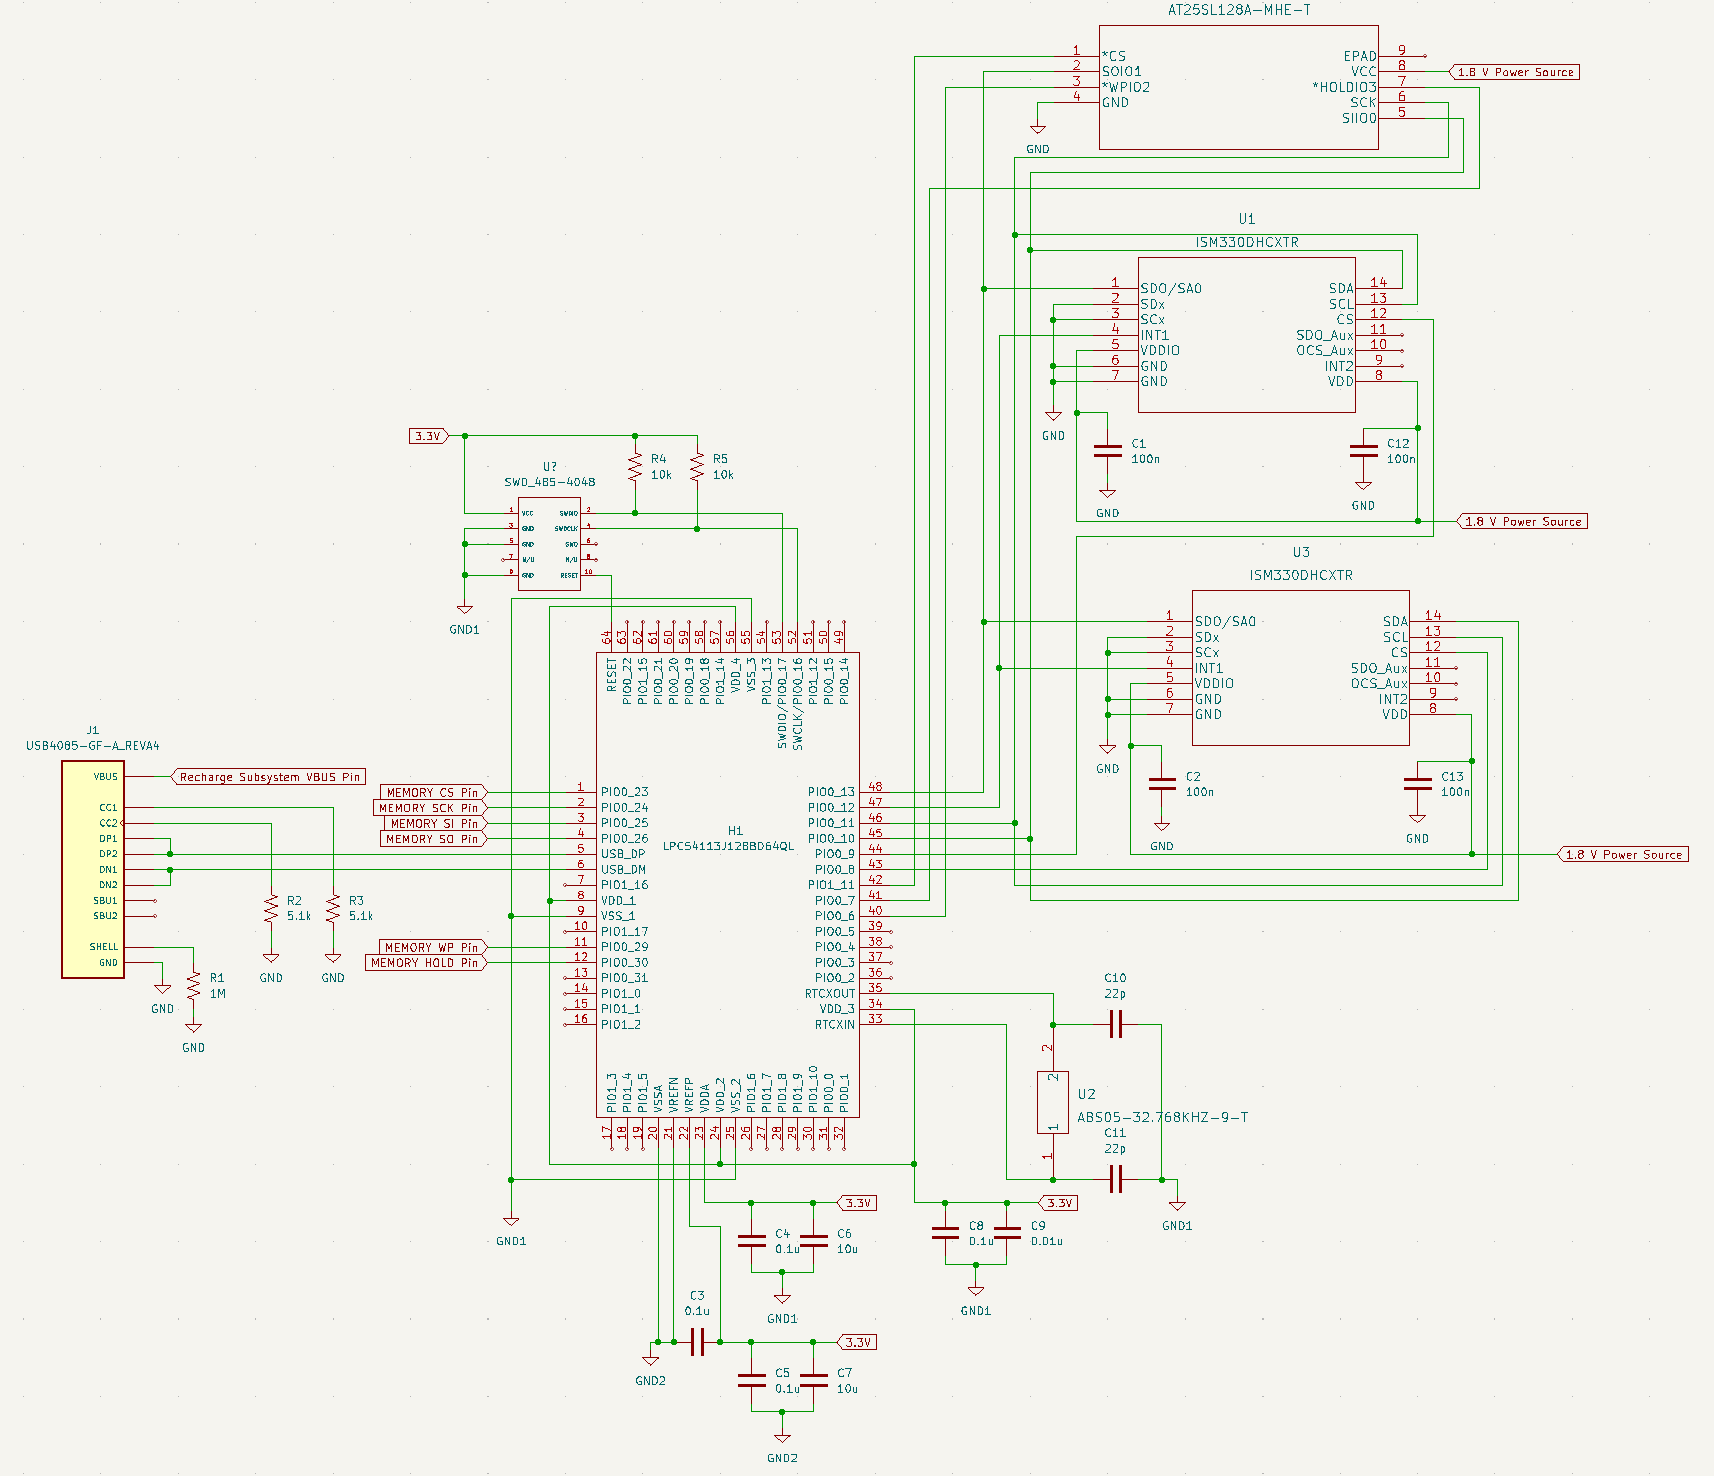 AT25SL128A-MHE-T
1 *CS
2 SOIO1
3 *WPIO2
4 GND
EPAD 9
VCC 8
*HOLDIO3 7
SCK 6
SIIO0 5
1.8 V Power Source
GND
U1
ISM330DHCXTR
1 SDO/SA0
2 SDx
3 SCx
4 INT1
5 VDDIO
6 GND
7 GND
SDA 14
SCL 13
CS 12
SDO_Aux 11
OCS_Aux 10
INT2 9
VDD 8
GND
C1
100n
GND
C12
100n
GND
1.8 V Power Source
U3
ISM330DHCXTR
1 SDO/SA0
2 SDx
3 SCx
4 INT1
5 VDDIO
6 GND
7 GND
SDA 14
SCL 13
CS 12
SDO_Aux 11
OCS_Aux 10
INT2 9
VDD 8
GND
C2
100n
GND
C13
100n
GND
1.8 V Power Source
3.3V
R4
10k
R5
10k
U?
SWD_485-4048
1 VCC
3 GND
5 GND
7 N/U
9 GND
SWDIO 2
SWDCLK 4
SWO 6
N/U 8
RESET 10
GND1
64 RESET
63 PIO0_22
62 PIO1_15
61 PIO0_21
60 PIO0_20
59 PIO0_19
58 PIO0_18
57 PIO1_14
56 VDD_4
55 VSS_3
54 PIO1_13
53 SWDIO/PIO0_17
52 SWCLK/PIO0_16
51 PIO1_12
50 PIO0_15
49 PIO0_14
J1
USB4085-GF-A_REVA4
VBUS
CC1
CC2
DP1
DP2
DN1
DN2
SBU1
SBU2
SHELL
GND
Recharge Subsystem VBUS Pin
R2
5.1k
GND
R3
5.1k
GND
R1
1M
GND
GND
MEMORY CS Pin
MEMORY SCK Pin
MEMORY SI Pin
MEMORY SO Pin
MEMORY WP Pin
MEMORY HOLD Pin
H1
LPC54113J128BD64QL
1 PIO0_23
2 PIO0_24
3 PIO0_25
4 PIO0_26
5 USB_DP
6 USB_DM
7 PIO1_16
8 VDD_1
9 VSS_1
10 PIO1_17
11 PIO0_29
12 PIO0_30
13 PIO0_31
14 PIO1_0
15 PIO1_1
16 PIO1_2
PIO0_13 48
PIO0_12 47
PIO0_11 46
PIO0_10 45
PIO0_9 44
PIO0_8 43
PIO1_11 42
PIO0_7 41
PIO0_6 40
PIO0_5 39
PIO0_4 38
PIO0_3 37
PIO0_2 36
RTCXOUT 35
VDD_3 34
RTCXIN 33
17 PIO1_3
18 PIO1_4
19 PIO1_5
20 VSSA
21 VREFN
22 VREFP
23 VDDA
24 VDD_2
25 VSS_2
26 PIO1_6
27 PIO1_7
28 PIO1_8
29 PIO1_9
30 PIO1_10
31 PIO0_0
32 PIO0_1
C10
22p
2
2
U2
ABS05-32.768KHZ-9-T
1
1
C11
22p
GND1
GND1
3.3V
C4
0.1u
C6
10u
GND1
3.3V
C8
0.1u
C9
0.01u
GND1
C3
0.1u
GND2
3.3V
C5
0.1u
C7
10u
GND2